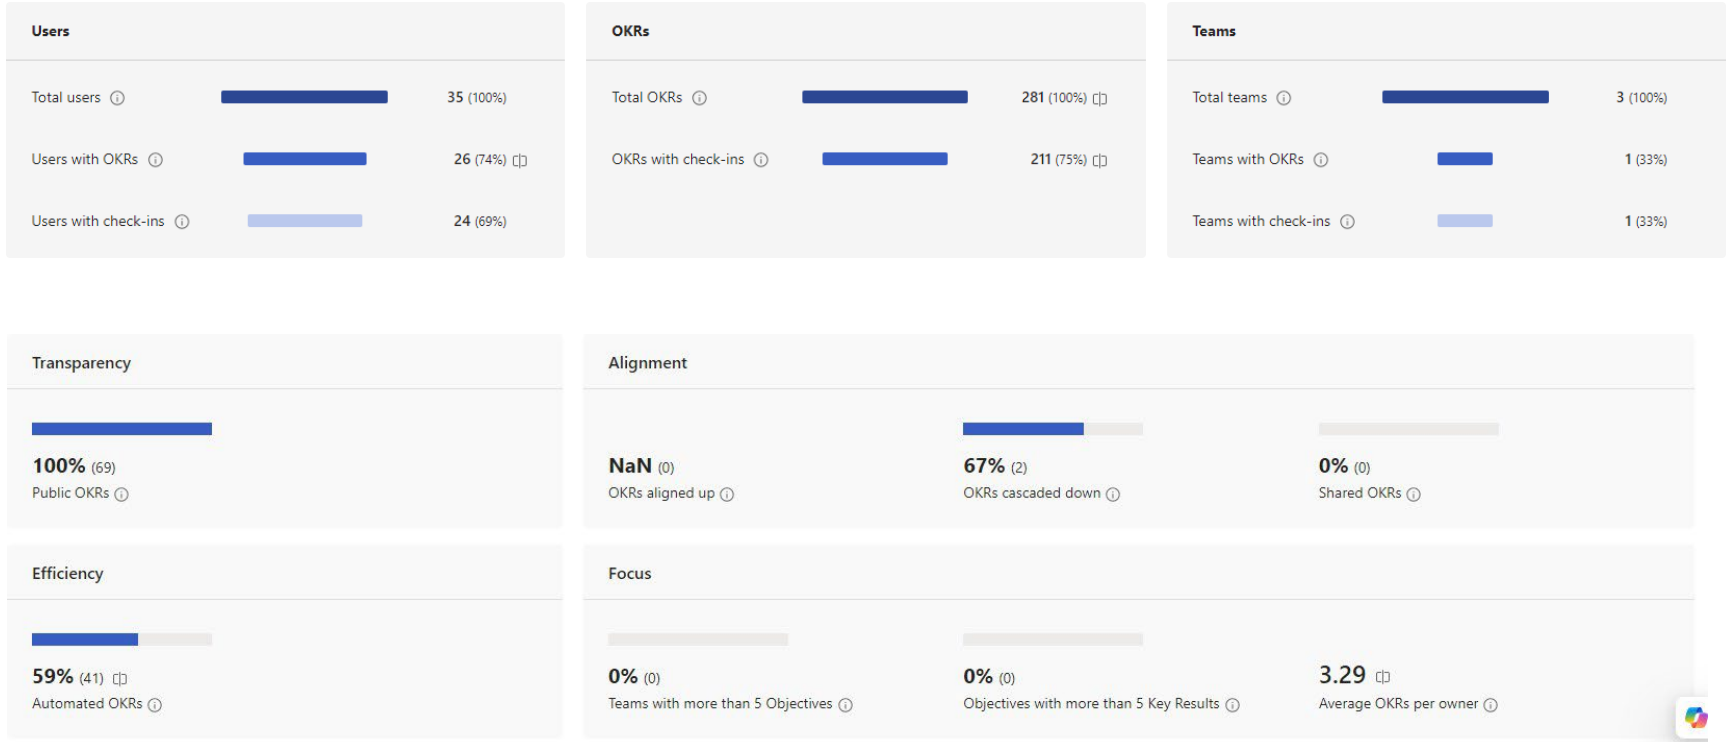 Users
Total users 35 (100%)
Users with OKRs 26 (74%)
Users with check-ins 24 (69%)
OKRs
Total OKRs 281 (100%)
OKRs with check-ins 211 (75%)
Teams
Total teams 3 (100%)
Teams with OKRs 1 (33%)
Teams with check-ins 1 (33%)
Transparency
100% (69)
Public OKRs
Alignment
NaN (0)
OKRs aligned up
67% (2)
OKRs cascaded down
0% (0)
Shared OKRs
Efficiency
59% (41)
Automated OKRs
Focus
0% (0)
Teams with more than 5 Objectives
0% (0)
Objectives with more than 5 Key Results
3.29
Average OKRs per owner